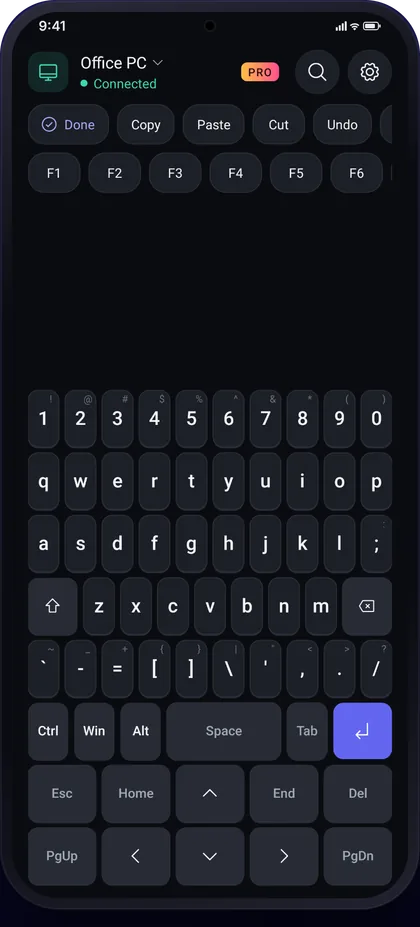 9:41
Office PC
Connected
PRO
Done Copy Paste Cut Undo
F1 F2 F3 F4 F5 F6
! @ # $ % ^ & * ( )
1 2 3 4 5 6 7 8 9 0
q w e r t y u i o p
:
a s d f g h j k l ;
z x c v b n m
~ _ + { } | " < > ?
` - = [ ] \ ' , . /
Ctrl Win Alt Space Tab
Esc Home End Del
PgUp PgDn